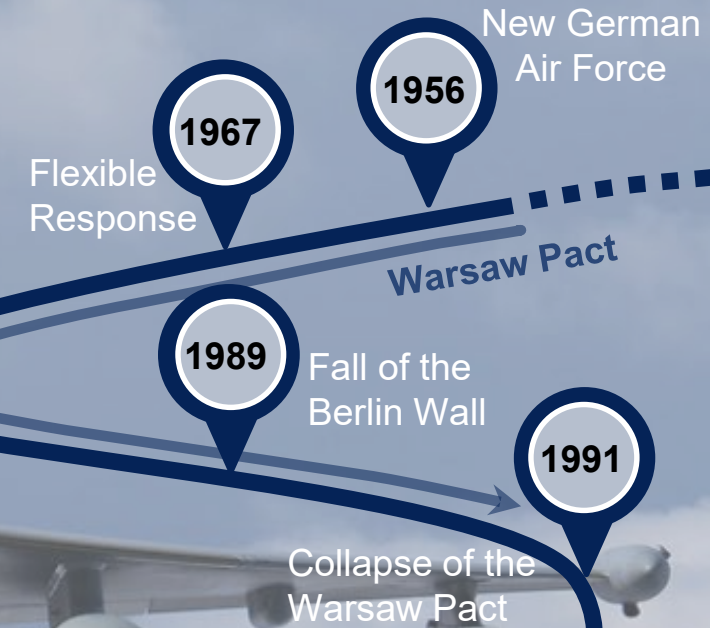 New German
Air Force
1956
1967
Flexible
Response
Warsaw Pact
1989
Fall of the
Berlin Wall
1991
Collapse of the
Warsaw Pact